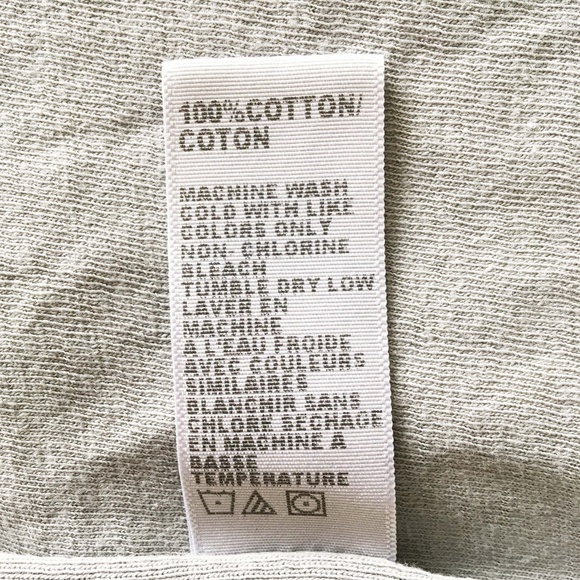 100%COTTON/
COTON
MACHINE WASH
COLD WITH LIKE
COLORS ONLY
NON. CHLORINE
BLEACH
TUMBLE DRY LOW
LAVER EN
MACHINE
A L'EAU FROIDE
AVEC COULEURS
SIMILAIRES
BLANCHIR SANS
CHLORE SECHAGE
EN MACHINE A
BASSE
TEMPERATURE